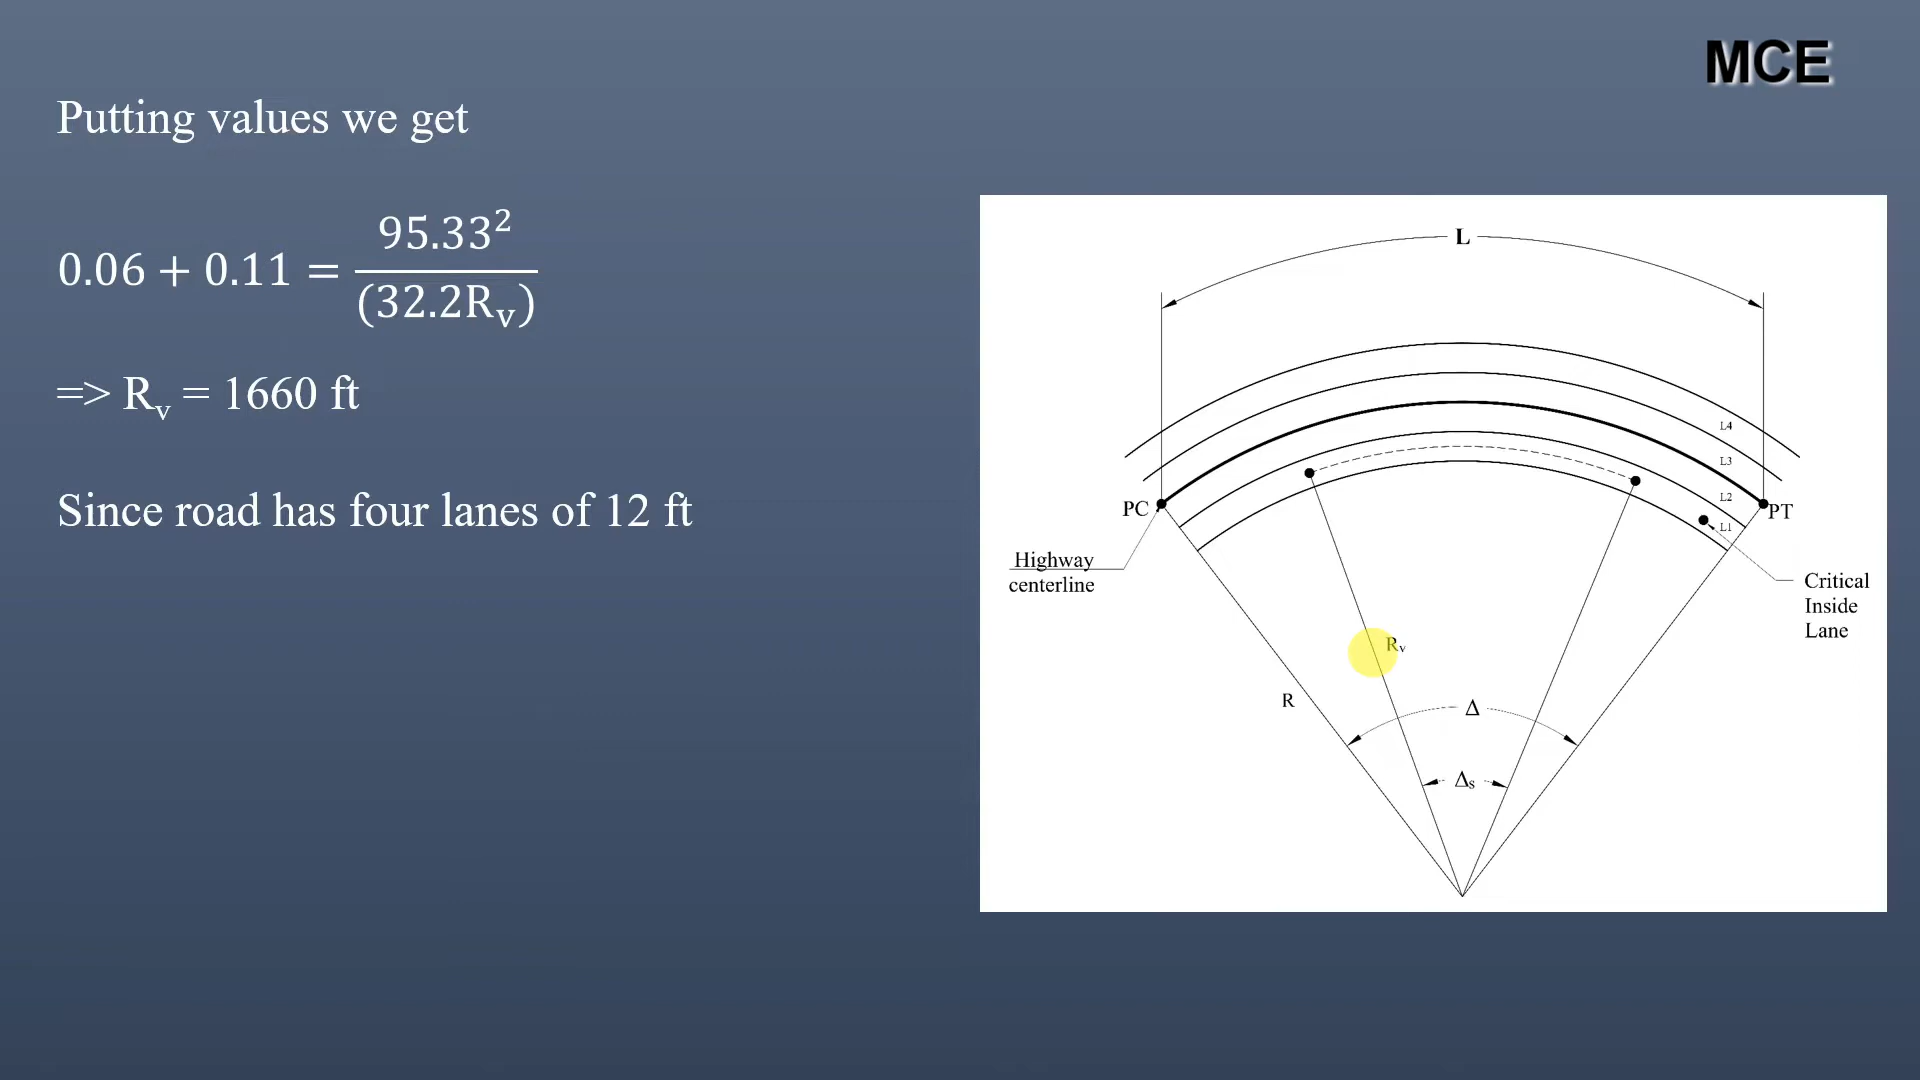 MCE
Putting values we get
0.06 + 0.11 = 95.33² / (32.2Rᵥ)
=> Rᵥ = 1660 ft
Since road has four lanes of 12 ft
L
L4
L3
L2
L1
PC
PT
Highway
centerline
Critical
Inside
Lane
Rᵥ
R
Δ
Δₛ